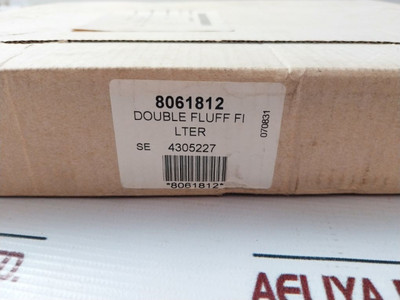 8061812
DOUBLE FLUFF FI
LTER
SE 4305227
*8061812*
070831
AELIYA